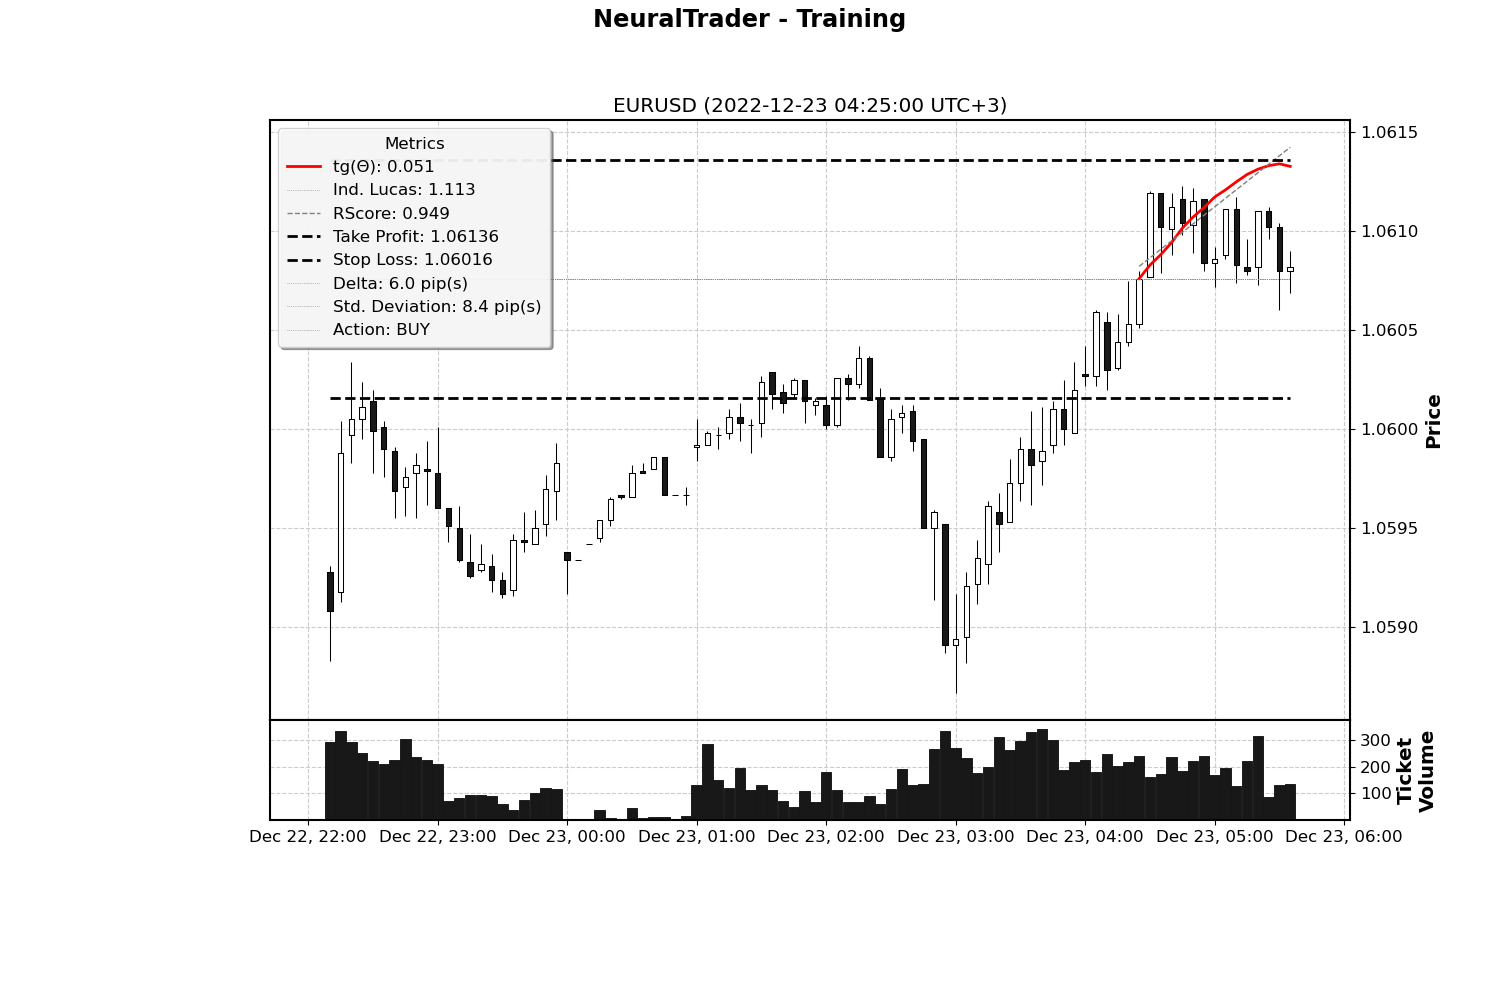 NeuralTrader - Training
EURUSD (2022-12-23 04:25:00 UTC+3)
Metrics
tg(Θ): 0.051
Ind. Lucas: 1.113
RScore: 0.949
Take Profit: 1.06136
Stop Loss: 1.06016
Delta: 6.0 pip(s)
Std. Deviation: 8.4 pip(s)
Action: BUY
1.0615
1.0610
1.0605
1.0600
1.0595
1.0590
Price
300
200
100
Ticket
Volume
Dec 22, 22:00 Dec 22, 23:00 Dec 23, 00:00 Dec 23, 01:00 Dec 23, 02:00 Dec 23, 03:00 Dec 23, 04:00 Dec 23, 05:00 Dec 23, 06:00